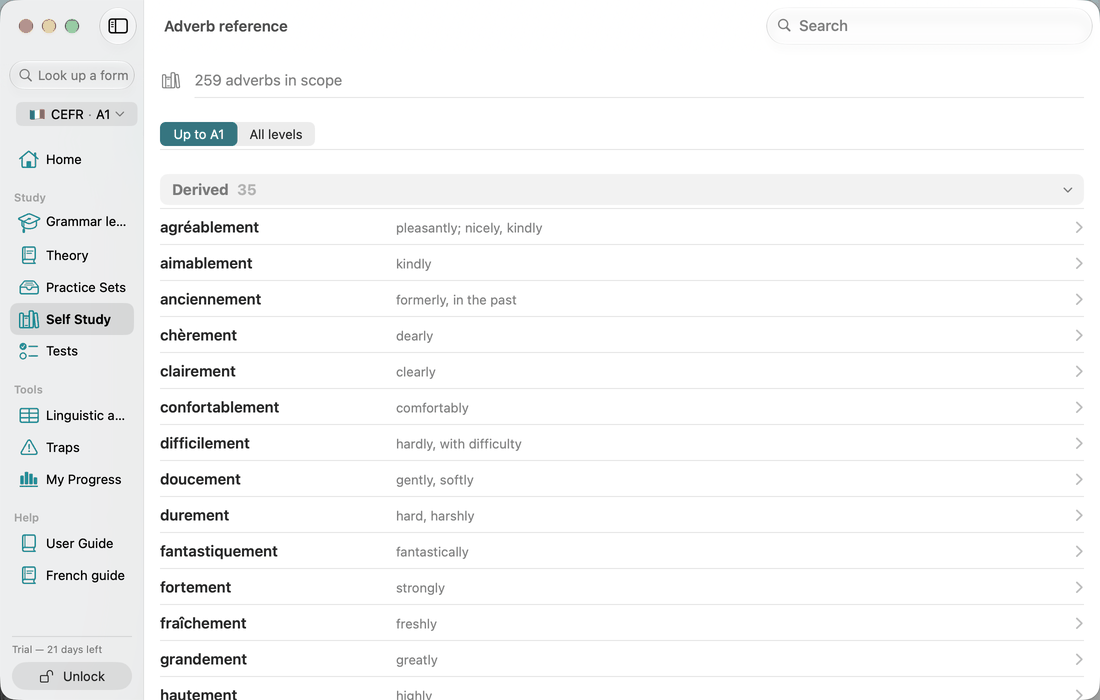 Adverb reference
Search
Look up a form
259 adverbs in scope
CEFR · A1
Up to A1
All levels
Home
Study
Grammar le...
Theory
Practice Sets
Self Study
Tests
Tools
Linguistic a...
Traps
My Progress
Help
User Guide
French guide
Trial — 21 days left
Unlock
Derived 35
agréablement pleasantly; nicely, kindly
aimablement kindly
anciennement formerly, in the past
chèrement dearly
clairement clearly
confortablement comfortably
difficilement hardly, with difficulty
doucement gently, softly
durement hard, harshly
fantastiquement fantastically
fortement strongly
fraîchement freshly
grandement greatly
hautement highly